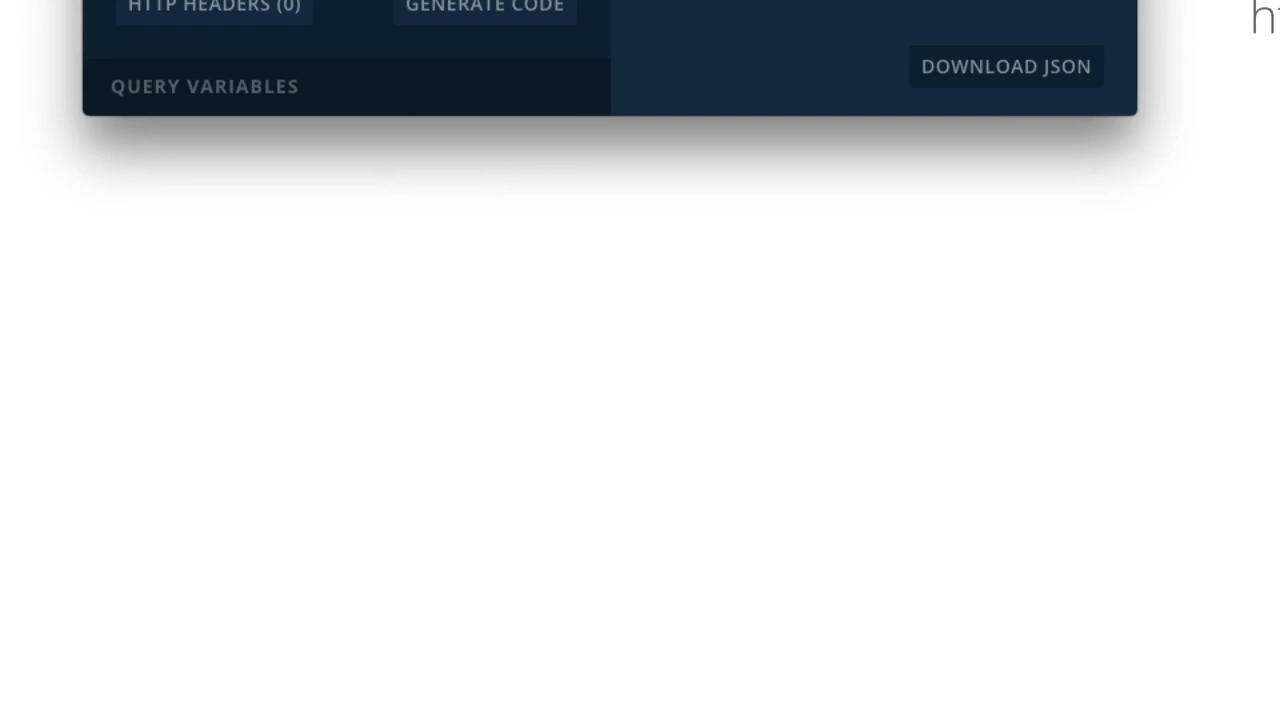 HTTP HEADERS (0)
GENERATE CODE
DOWNLOAD JSON
QUERY VARIABLES